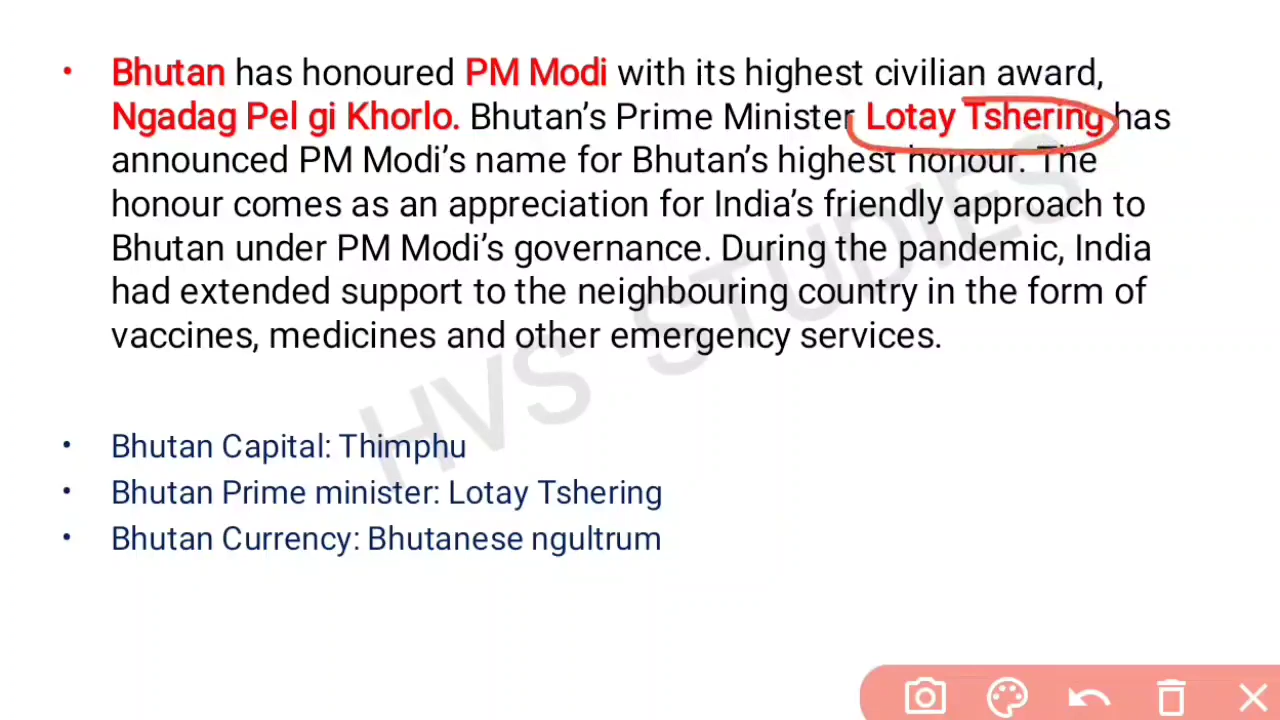 • Bhutan has honoured PM Modi with its highest civilian award,
Ngadag Pel gi Khorlo. Bhutan's Prime Minister Lotay Tshering has
announced PM Modi's name for Bhutan's highest honour. The
honour comes as an appreciation for India's friendly approach to
Bhutan under PM Modi's governance. During the pandemic, India
had extended support to the neighbouring country in the form of
vaccines, medicines and other emergency services.
HVS STUDIES
• Bhutan Capital: Thimphu
• Bhutan Prime minister: Lotay Tshering
• Bhutan Currency: Bhutanese ngultrum